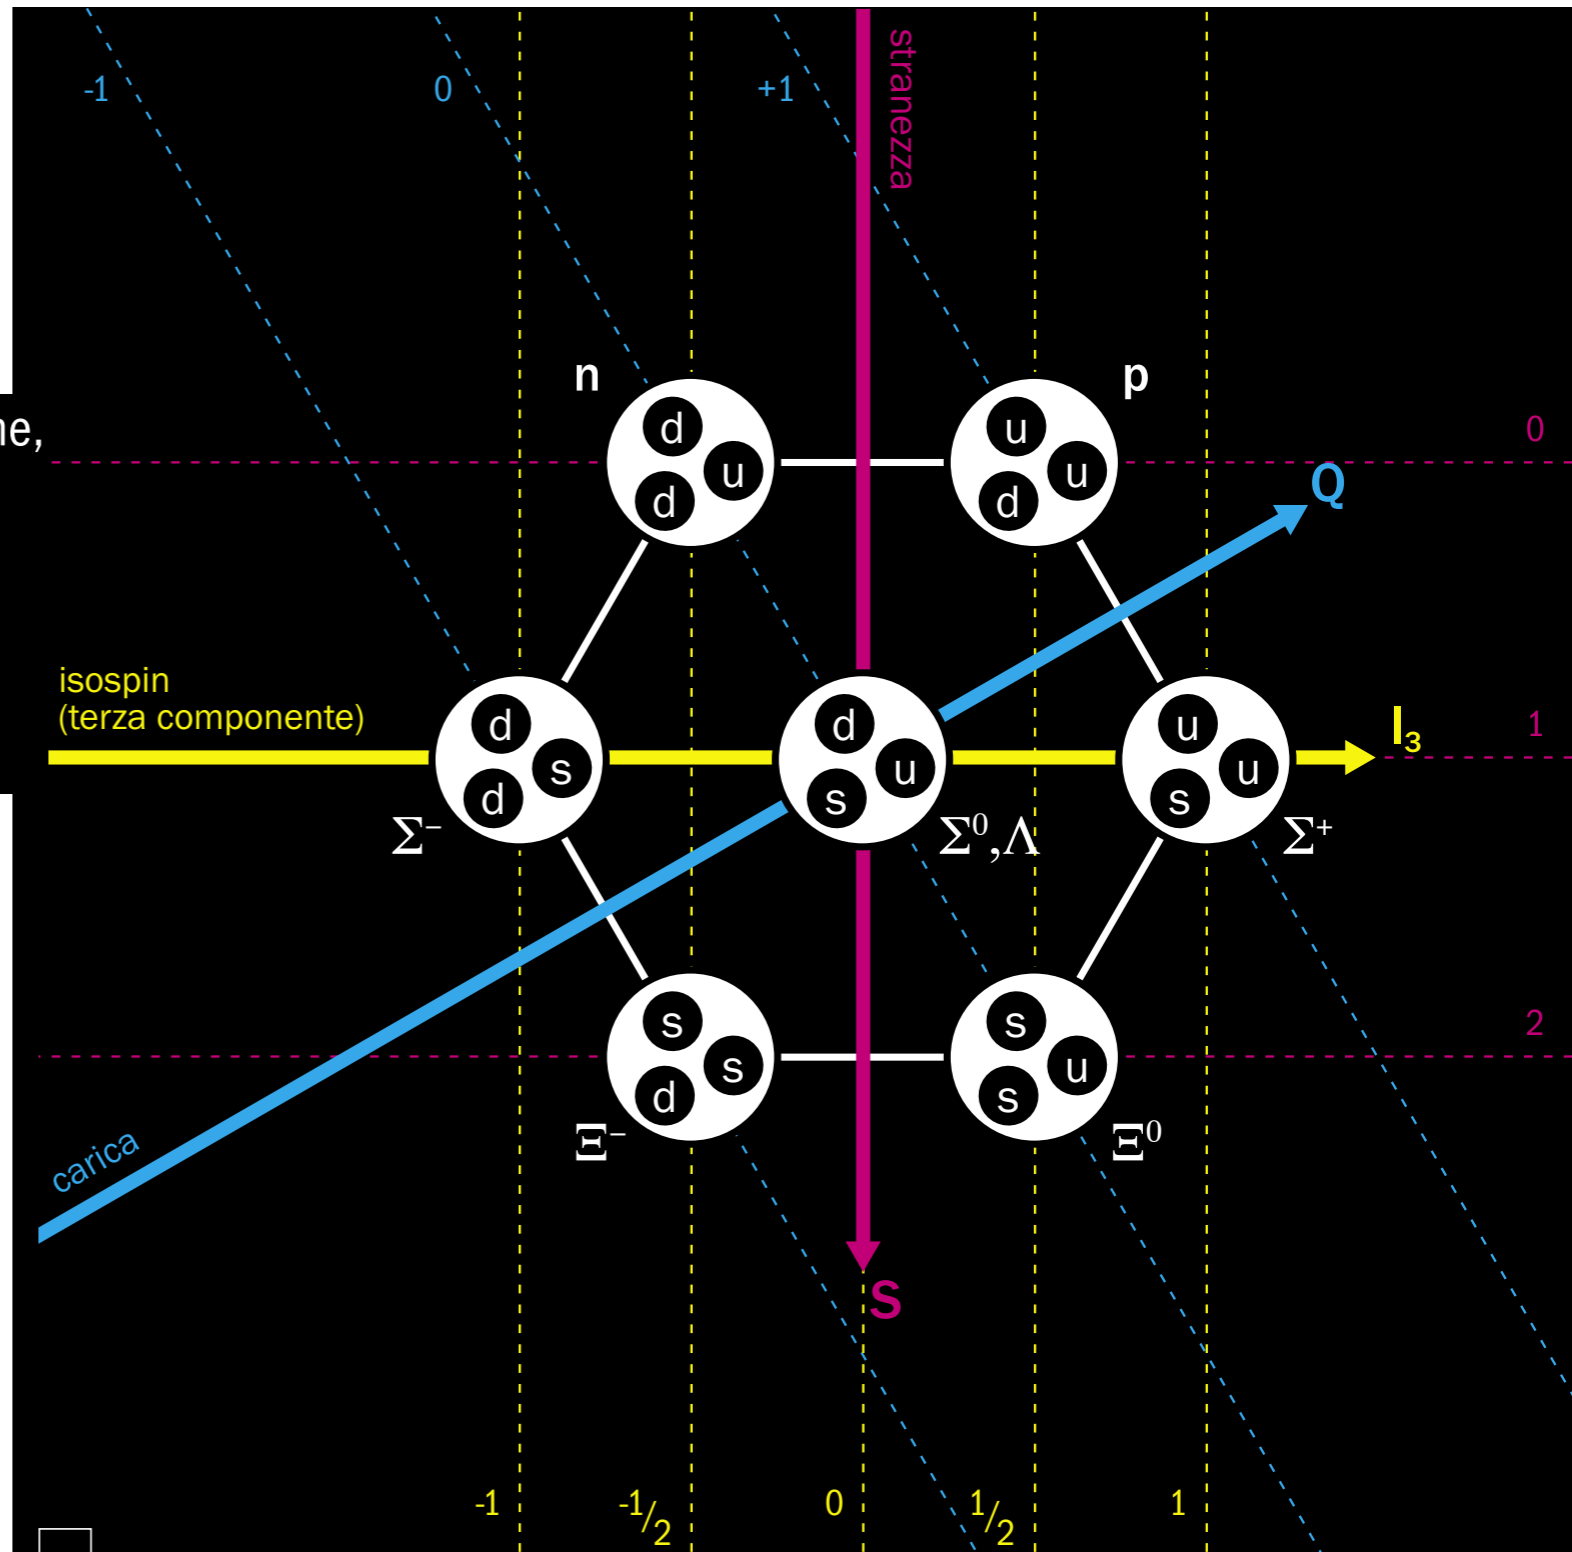 -1
0
+1
stranezza
n
p
d
u
d
u
u
d
ne,
0
Q
isospin
(terza componente)
I₃
1
d
s
d
d
u
s
u
u
s
Σ⁻
Σ⁰,Λ
Σ⁺
s
s
d
s
u
s
2
Ξ⁻
Ξ⁰
carica
S
-1
-1/2
0
1/2
1